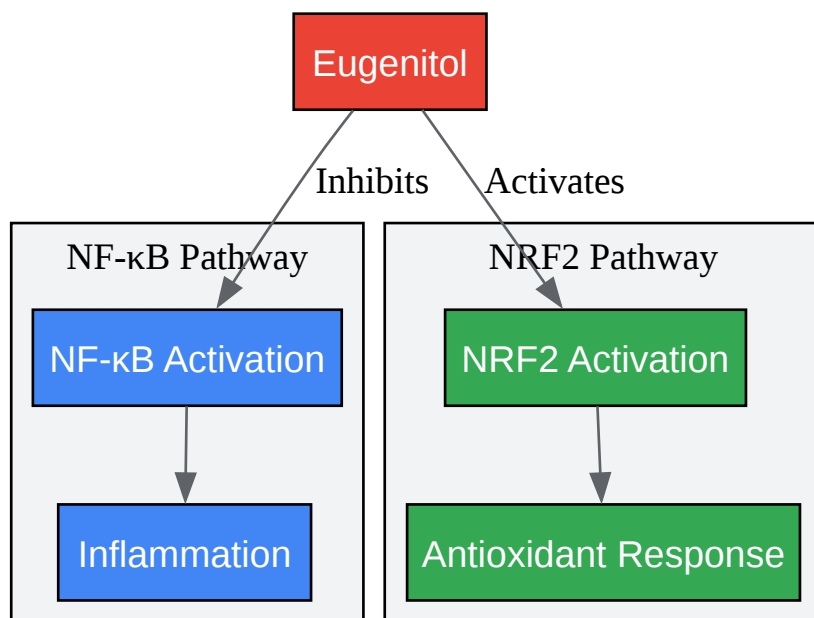 Eugenitol
Inhibits
Activates
NF-κB Pathway
NRF2 Pathway
NF-κB Activation
NRF2 Activation
Inflammation
Antioxidant Response